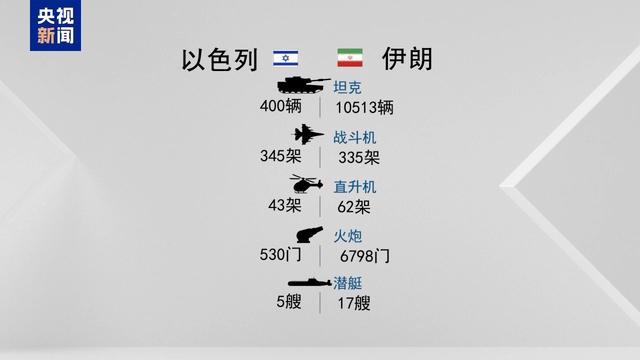 央视
新闻
以色列 伊朗
坦克
400辆 10513辆
战斗机
345架 335架
直升机
43架 62架
火炮
530门 6798门
潜艇
5艘 17艘